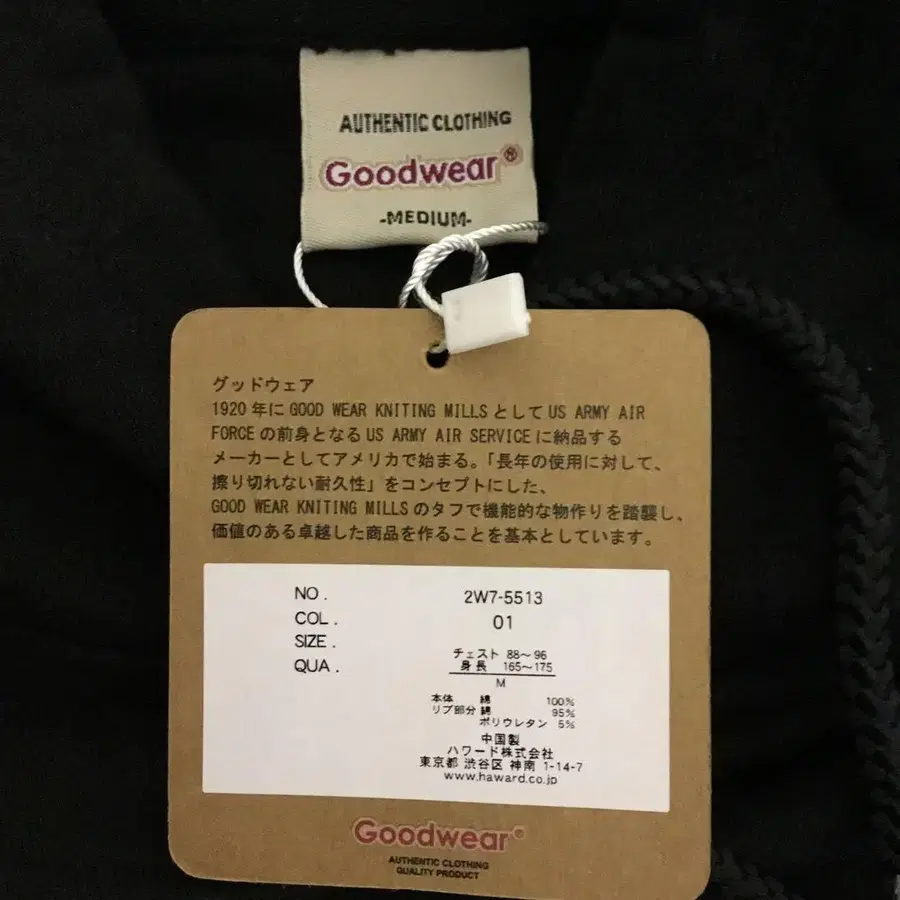 AUTHENTIC CLOTHING
Goodwear®
-MEDIUM-
グッドウェア
1920年に GOOD WEAR KNITING MILLS として US ARMY AIR
FORCE の前身となる US ARMY AIR SERVICE に納品する
メーカーとしてアメリカで始まる。「長年の使用に対して、
擦り切れない耐久性」をコンセプトにした、
GOOD WEAR KNITING MILLS のタフで機能的な物作りを踏襲し、
価値のある卓越した商品を作ることを基本としています。
NO. 2W7-5513
COL. 01
SIZE.
QUA.
チェスト 88～96
身長 165～175
M
本体 綿 100%
リブ部分 綿 95%
ポリウレタン 5%
中国製
ハワード株式会社
東京都 渋谷区 神南 1-14-7
www.haward.co.jp
Goodwear®
AUTHENTIC CLOTHING
QUALITY PRODUCT